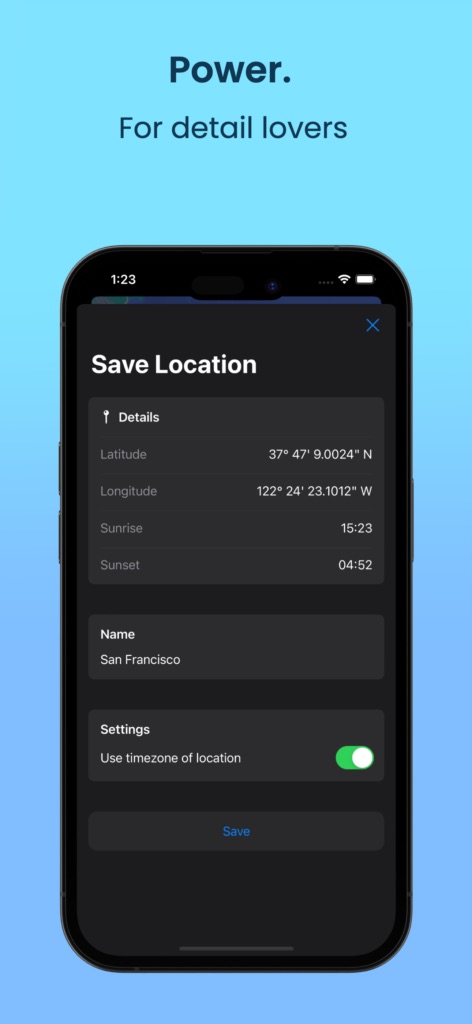 Power.
For detail lovers
1:23
Save Location
Details
Latitude 37° 47' 9.0024" N
Longitude 122° 24' 23.1012" W
Sunrise 15:23
Sunset 04:52
Name
San Francisco
Settings
Use timezone of location
Save